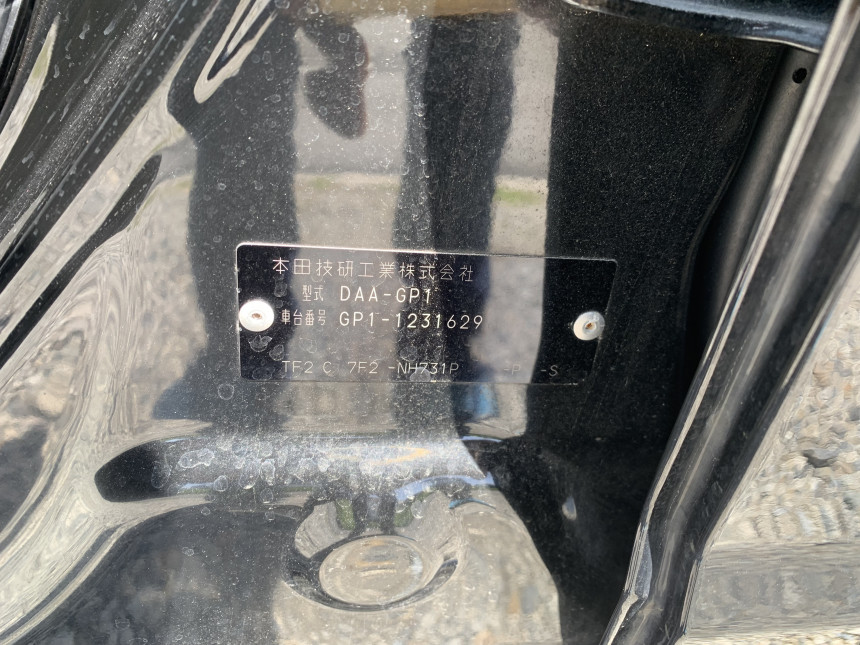 本田技研工業株式会社
型式 DAA-GP1
車台番号 GP1-1231629
TF2 C 7F2 -NH731P -P -S